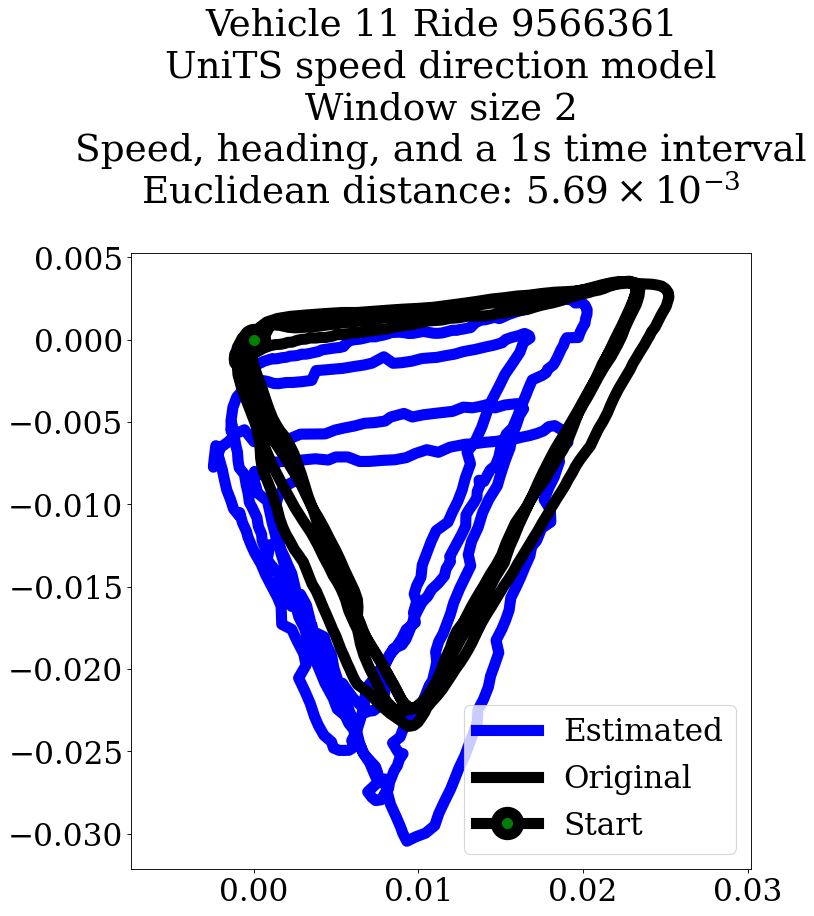 Vehicle 11 Ride 9566361
UniTS speed direction model
Window size 2
Speed, heading, and a 1s time interval
Euclidean distance: 5.69 × 10⁻³
0.005
0.000
−0.005
−0.010
−0.015
−0.020
−0.025
−0.030
Estimated
Original
Start
0.00 0.01 0.02 0.03